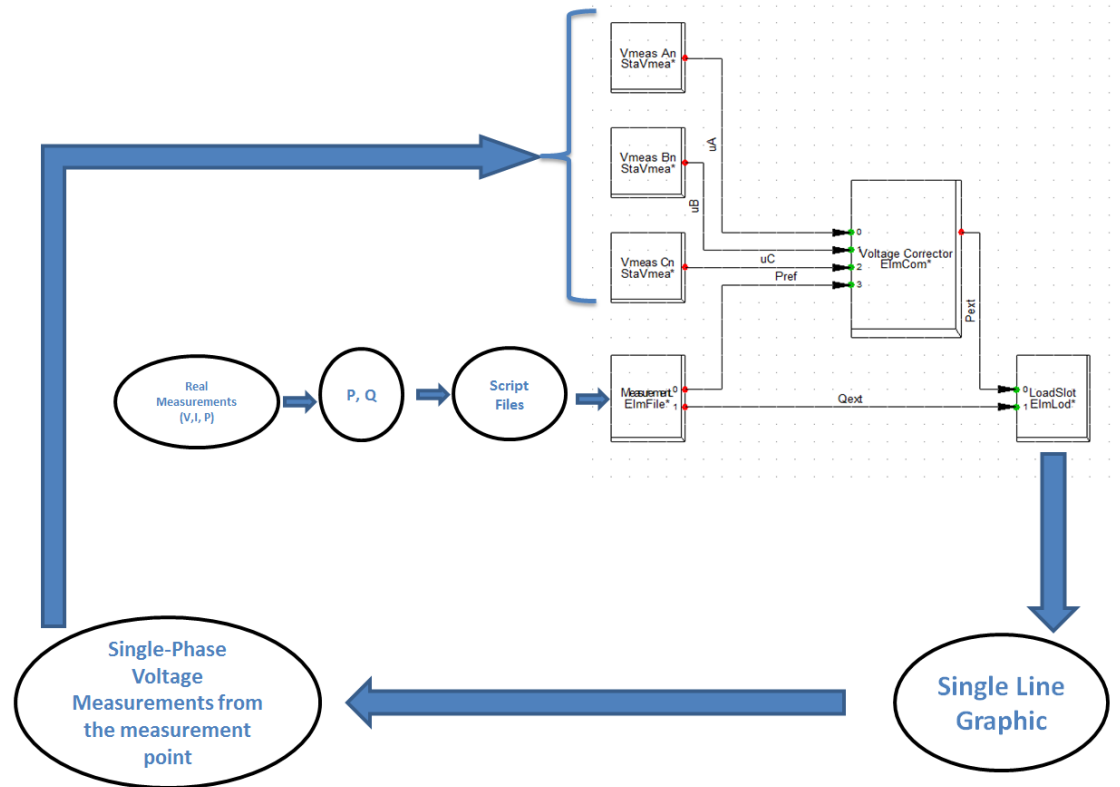 Vmeas An
StaVmea*
uA
Vmeas Bn
StaVmea*
uB
Vmeas Cn
StaVmea*
uC
Pref
0
1
2
3
Voltage Corrector
ElmCom*
Pext
Real
Measurements
(V,I, P)
P, Q
Script
Files
Measurement.
ElmFile*
0
1
Qext
0
1
LoadSlot
ElmLod*
Single-Phase
Voltage
Measurements from
the measurement
point
Single Line
Graphic